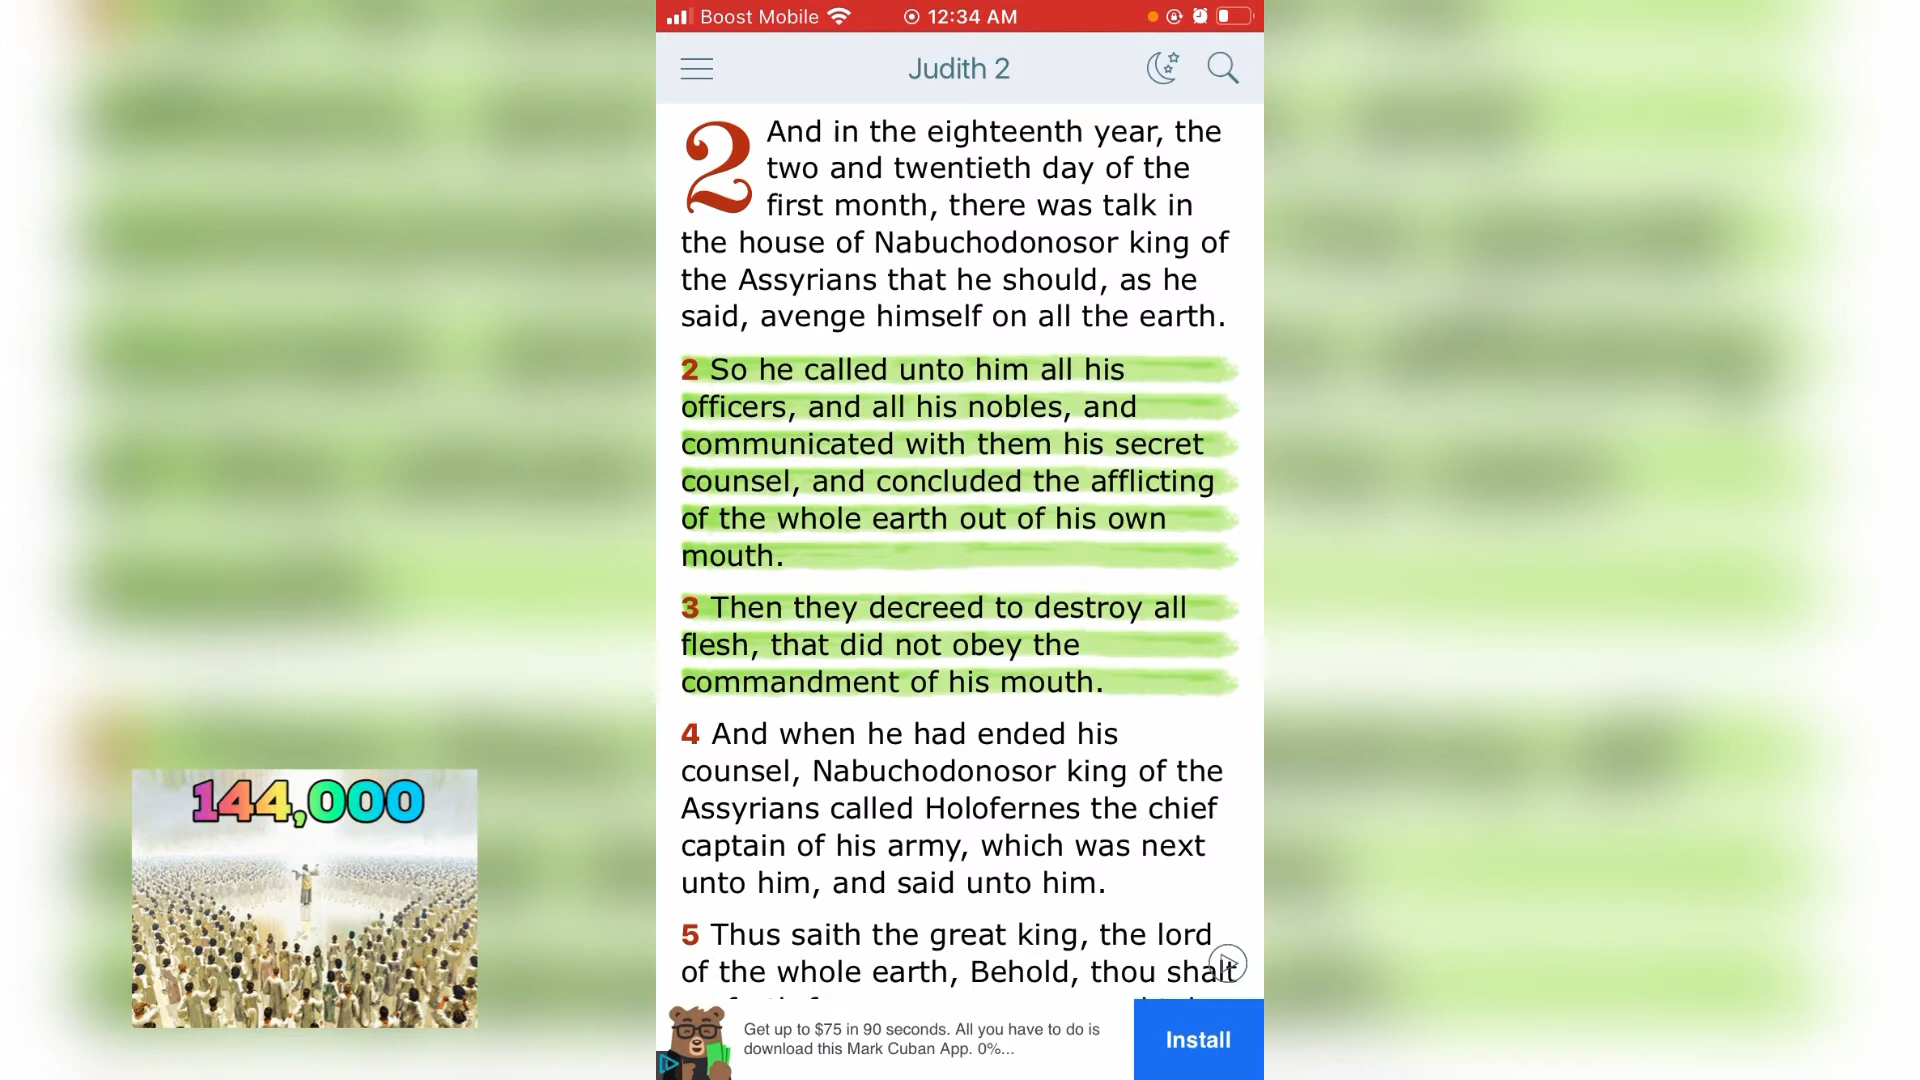 Boost Mobile
12:34 AM
Judith 2
2 And in the eighteenth year, the
two and twentieth day of the
first month, there was talk in
the house of Nabuchodonosor king of
the Assyrians that he should, as he
said, avenge himself on all the earth.
2 So he called unto him all his
officers, and all his nobles, and
communicated with them his secret
counsel, and concluded the afflicting
of the whole earth out of his own
mouth.
3 Then they decreed to destroy all
flesh, that did not obey the
commandment of his mouth.
4 And when he had ended his
counsel, Nabuchodonosor king of the
Assyrians called Holofernes the chief
captain of his army, which was next
unto him, and said unto him.
5 Thus saith the great king, the lord
of the whole earth, Behold, thou shalt
144,000
Get up to $75 in 90 seconds. All you have to do is
download this Mark Cuban App. 0%...
Install